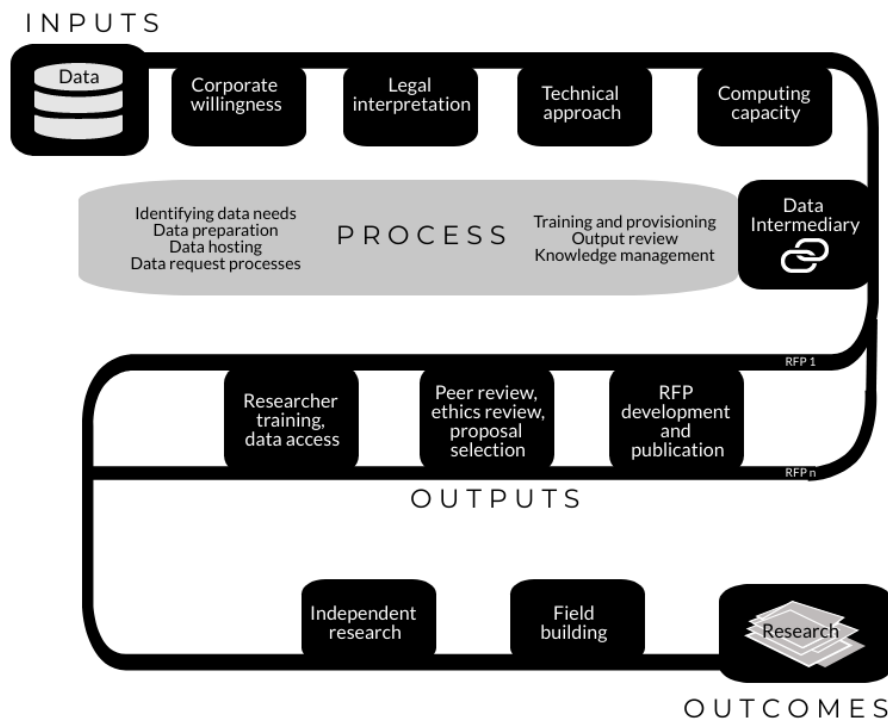 INPUTS
Data
Corporate
willingness
Legal
interpretation
Technical
approach
Computing
capacity
Identifying data needs
Data preparation
Data hosting
Data request processes
PROCESS
Training and provisioning
Output review
Knowledge management
Data
Intermediary
RFP 1
Researcher
training,
data access
Peer review,
ethics review,
proposal
selection
RFP
development
and
publication
RFP n
OUTPUTS
Independent
research
Field
building
Research
OUTCOMES